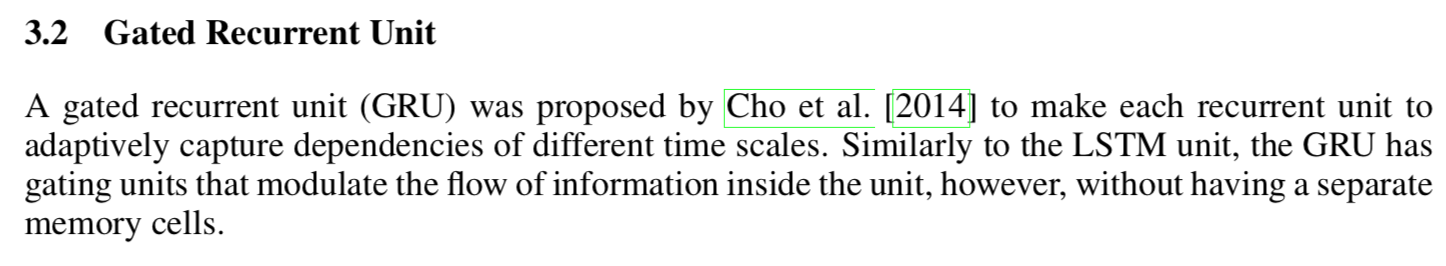 3.2 Gated Recurrent Unit
A gated recurrent unit (GRU) was proposed by Cho et al. [2014] to make each recurrent unit to
adaptively capture dependencies of different time scales. Similarly to the LSTM unit, the GRU has
gating units that modulate the flow of information inside the unit, however, without having a separate
memory cells.